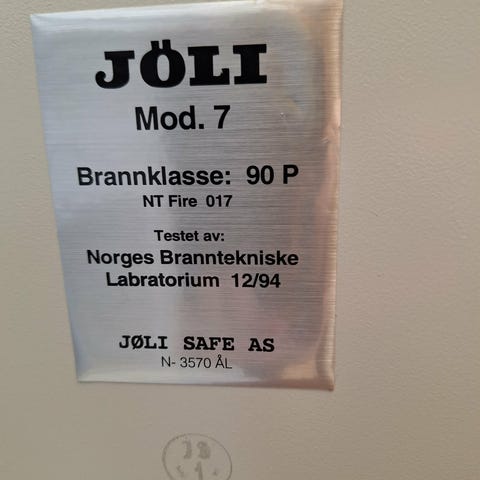 JÖLI
Mod. 7
Brannklasse: 90 P
NT Fire 017
Testet av:
Norges Branntekniske
Labratorium 12/94
JØLI SAFE AS
N- 3570 ÅL